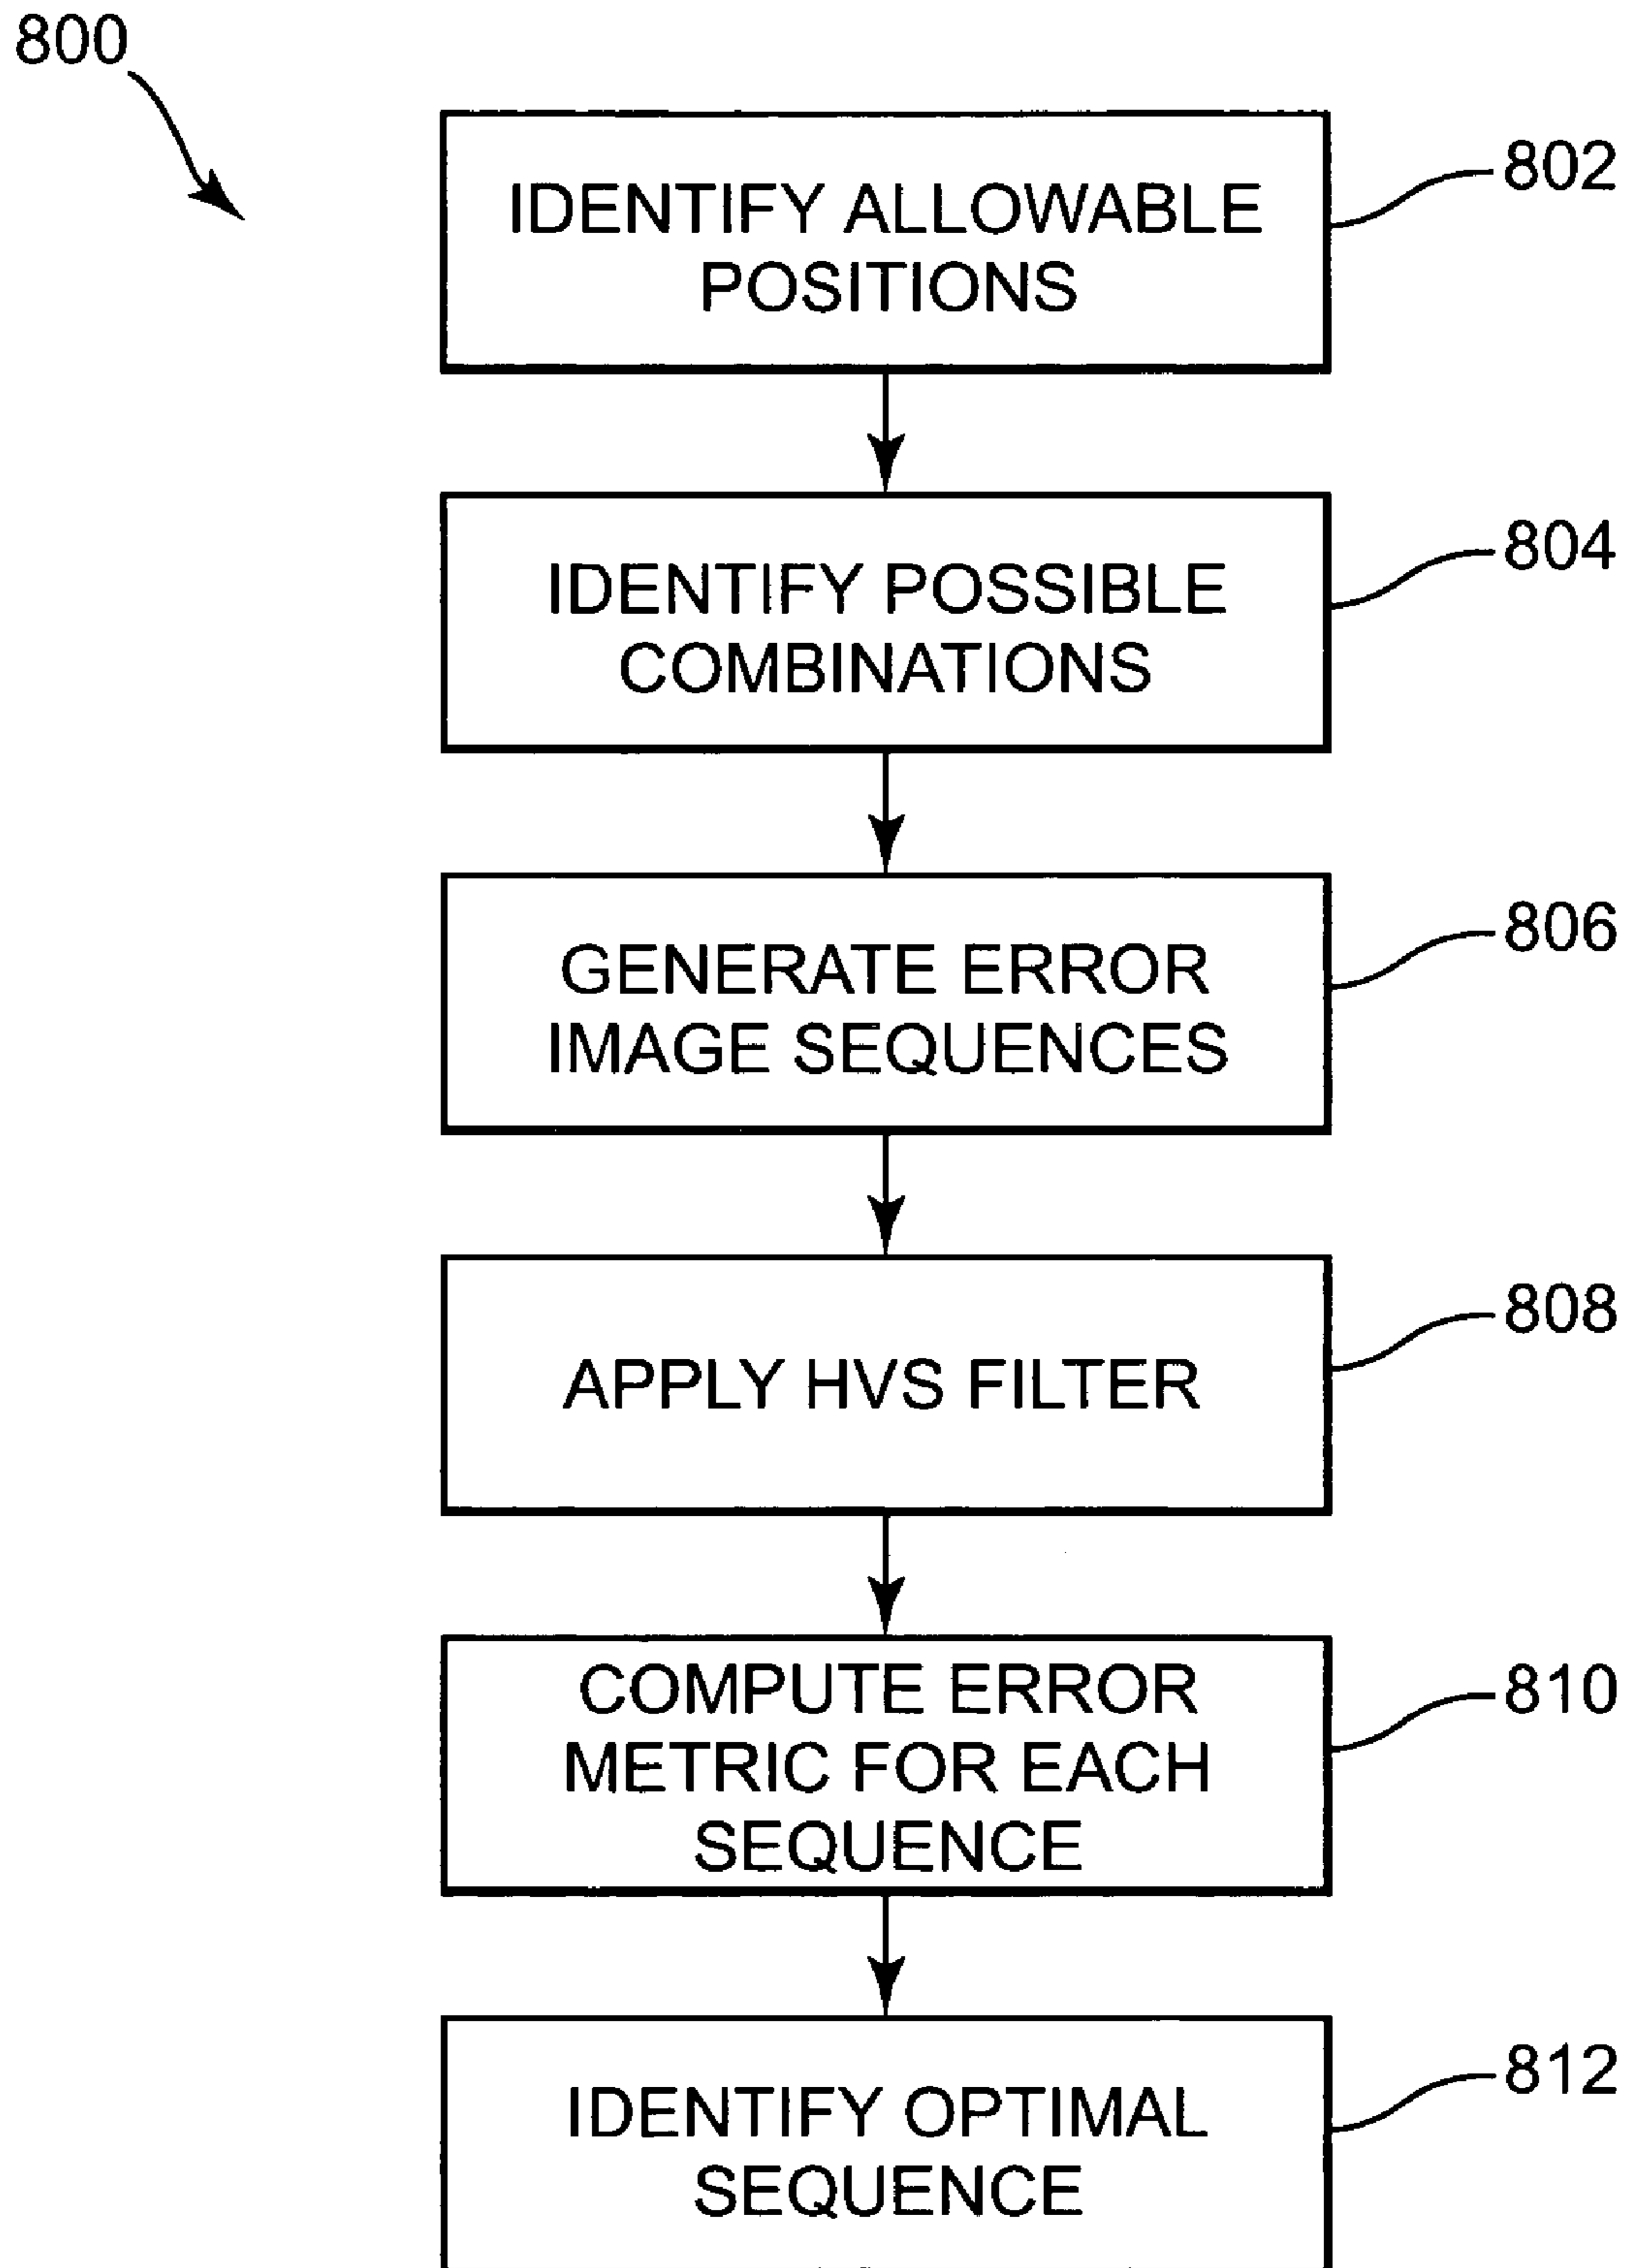 800
IDENTIFY ALLOWABLE
POSITIONS
802
IDENTIFY POSSIBLE
COMBINATIONS
804
GENERATE ERROR
IMAGE SEQUENCES
806
APPLY HVS FILTER
808
COMPUTE ERROR
METRIC FOR EACH
SEQUENCE
810
IDENTIFY OPTIMAL
SEQUENCE
812